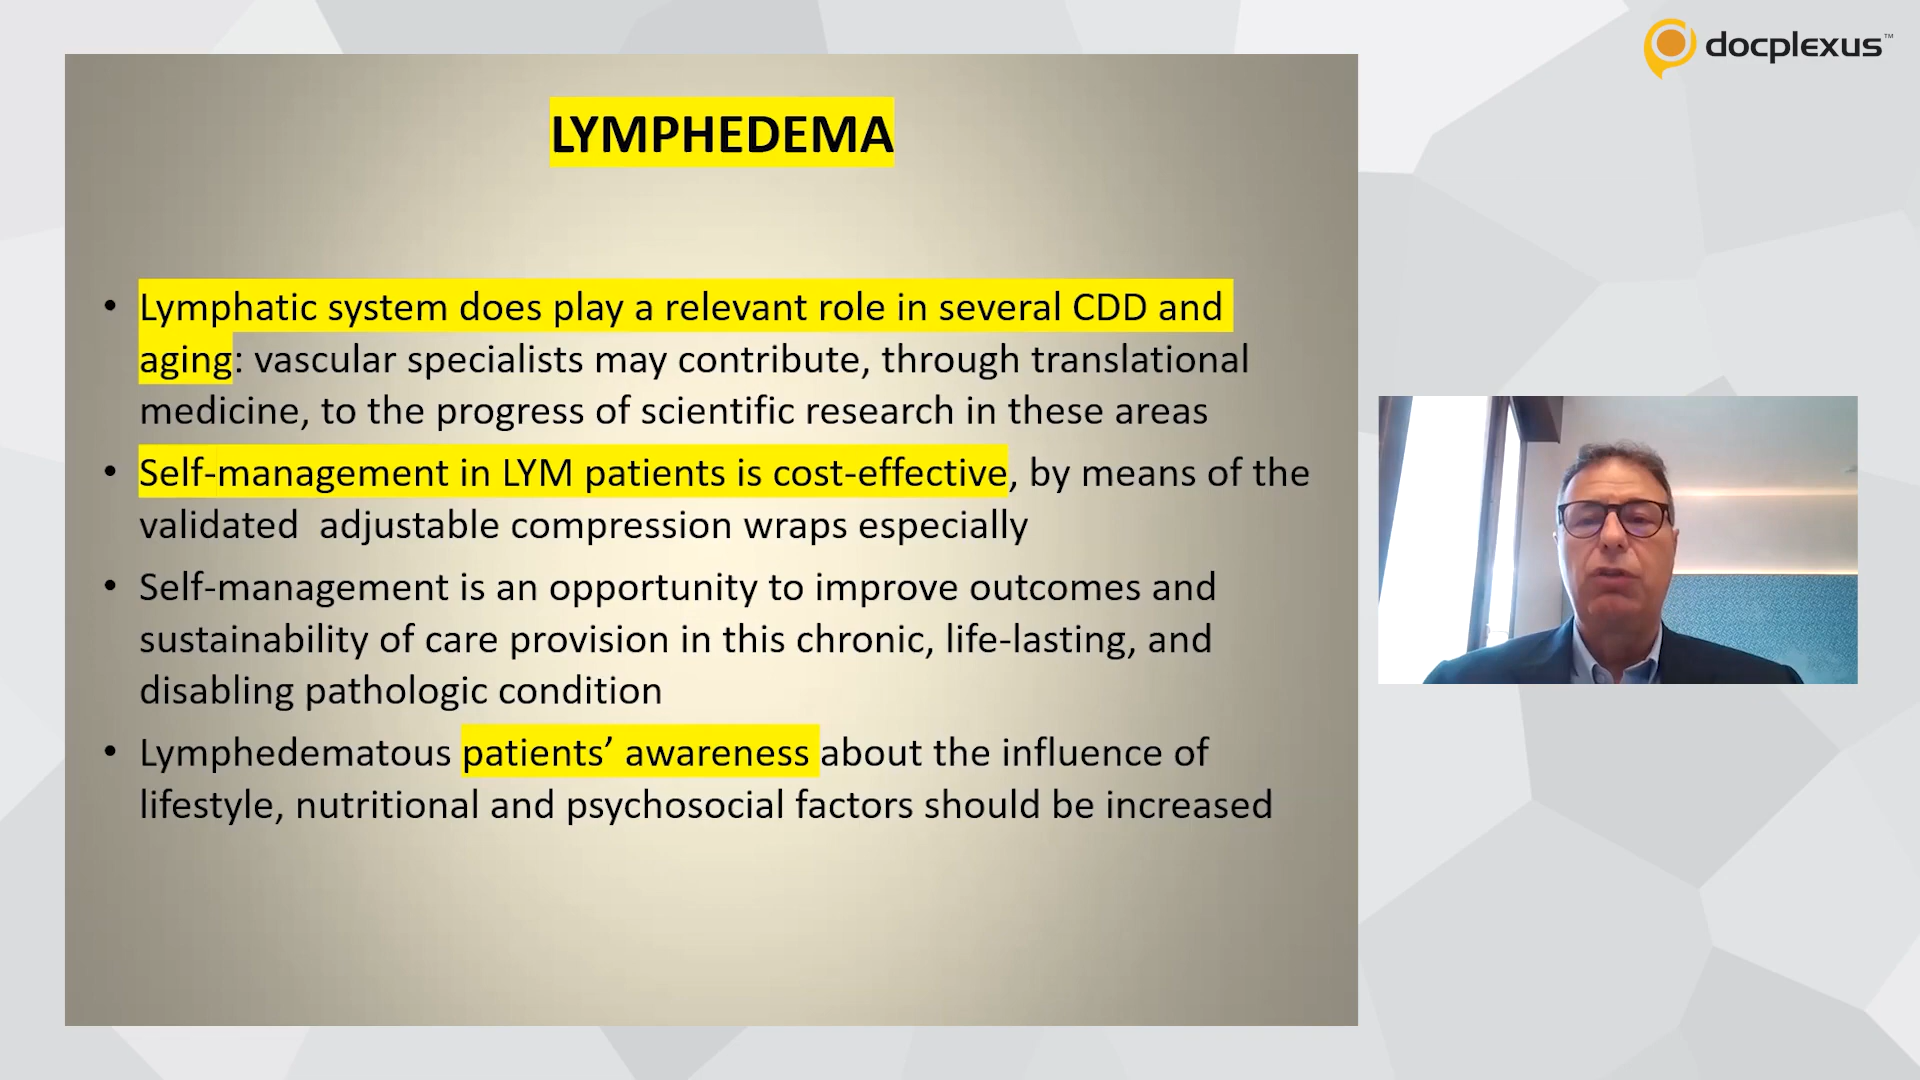 docplexus™
LYMPHEDEMA
• Lymphatic system does play a relevant role in several CDD and
aging: vascular specialists may contribute, through translational
medicine, to the progress of scientific research in these areas
• Self-management in LYM patients is cost-effective, by means of the
validated  adjustable compression wraps especially
• Self-management is an opportunity to improve outcomes and
sustainability of care provision in this chronic, life-lasting, and
disabling pathologic condition
• Lymphedematous patients’ awareness about the influence of
lifestyle, nutritional and psychosocial factors should be increased